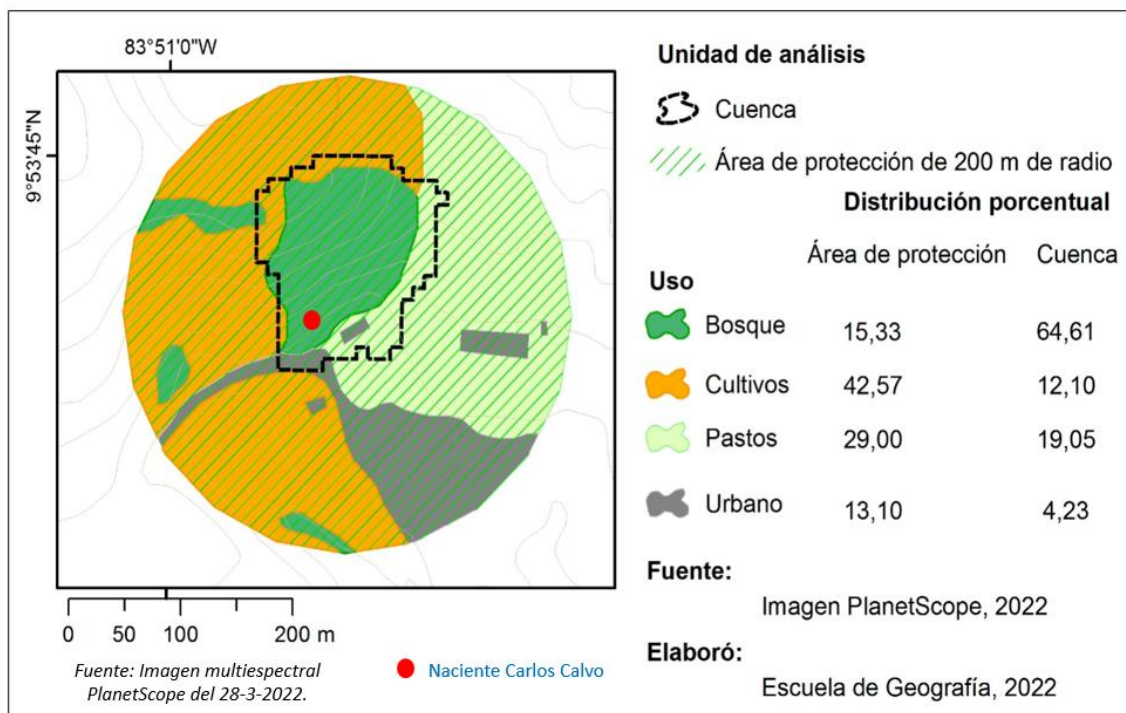 83°51'0"W
9°53'45"N
0 50 100 200 m
Fuente: Imagen multiespectral
PlanetScope del 28-3-2022.
Naciente Carlos Calvo
Unidad de análisis
Cuenca
Área de protección de 200 m de radio
Distribución porcentual
Área de protección Cuenca
Uso
Bosque 15,33 64,61
Cultivos 42,57 12,10
Pastos 29,00 19,05
Urbano 13,10 4,23
Fuente:
Imagen PlanetScope, 2022
Elaboró:
Escuela de Geografía, 2022